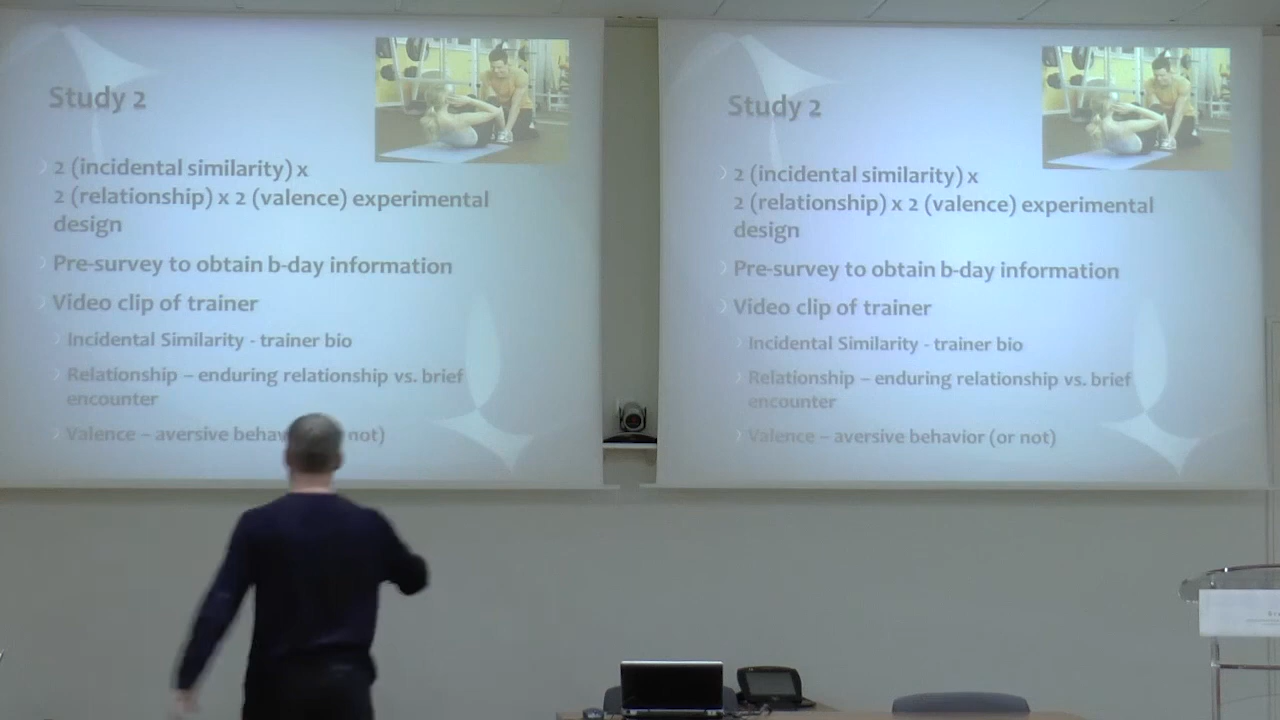 Study 2
2 (incidental similarity) x
2 (relationship) x 2 (valence) experimental
design
Pre-survey to obtain b-day information
Video clip of trainer
Incidental Similarity - trainer bio
Relationship – enduring relationship vs. brief
encounter
Valence – aversive behav not)
Study 2
2 (incidental similarity) x
2 (relationship) x 2 (valence) experimental
design
Pre-survey to obtain b-day information
Video clip of trainer
Incidental Similarity - trainer bio
Relationship – enduring relationship vs. brief
encounter
Valence – aversive behavior (or not)